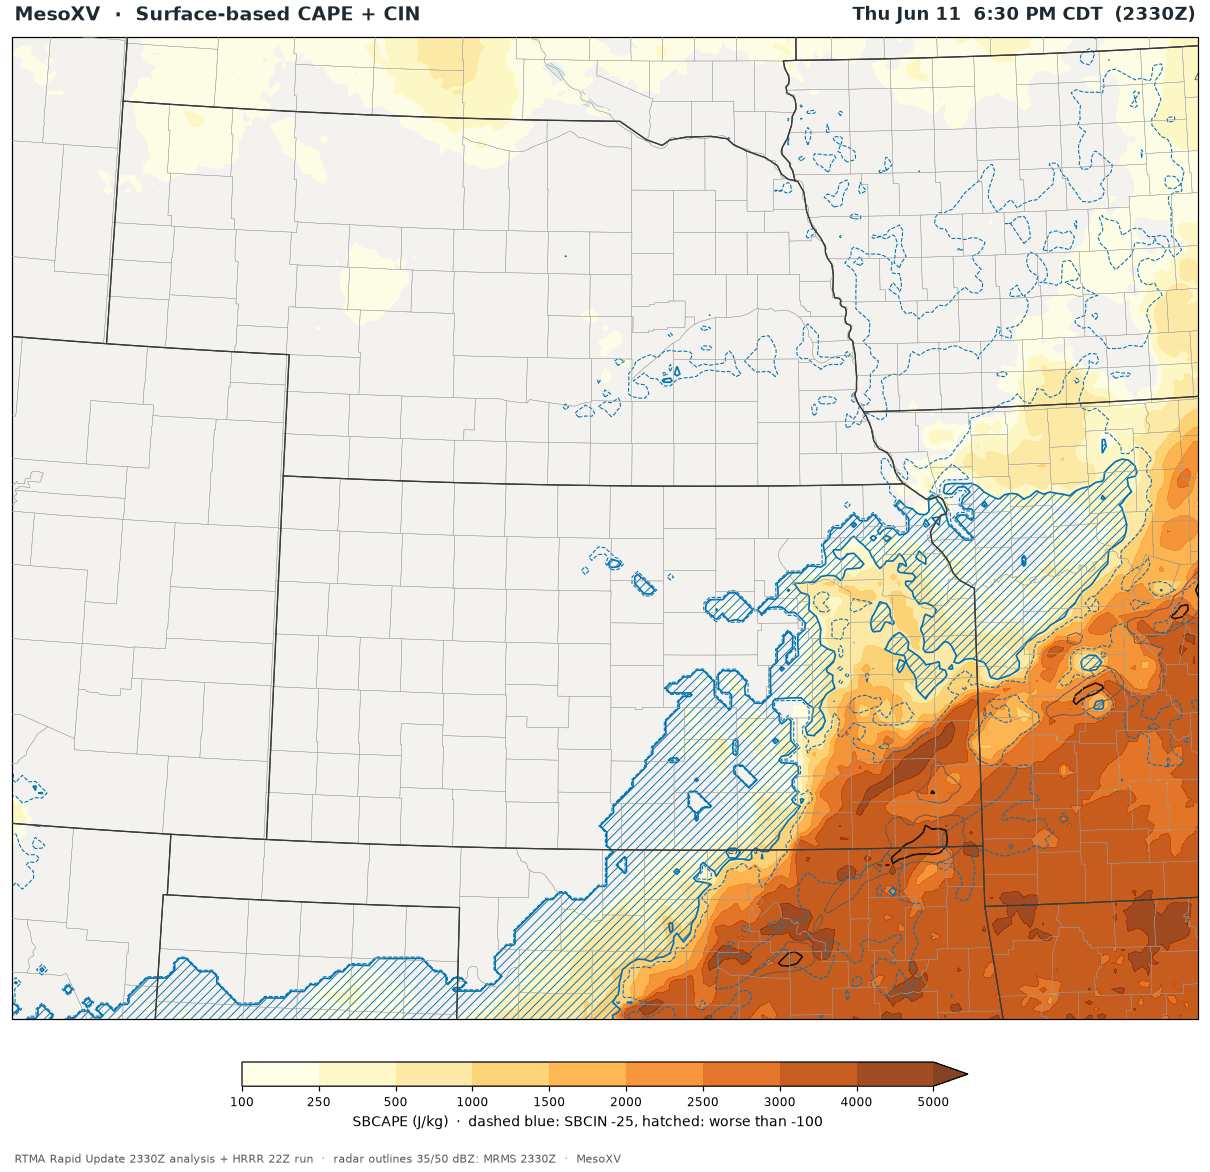 MesoXV · Surface-based CAPE + CIN
Thu Jun 11 6:30 PM CDT (2330Z)
100 250 500 1000 1500 2000 2500 3000 4000 5000
SBCAPE (J/kg) · dashed blue: SBCIN -25, hatched: worse than -100
RTMA Rapid Update 2330Z analysis + HRRR 22Z run · radar outlines 35/50 dBZ: MRMS 2330Z · MesoXV